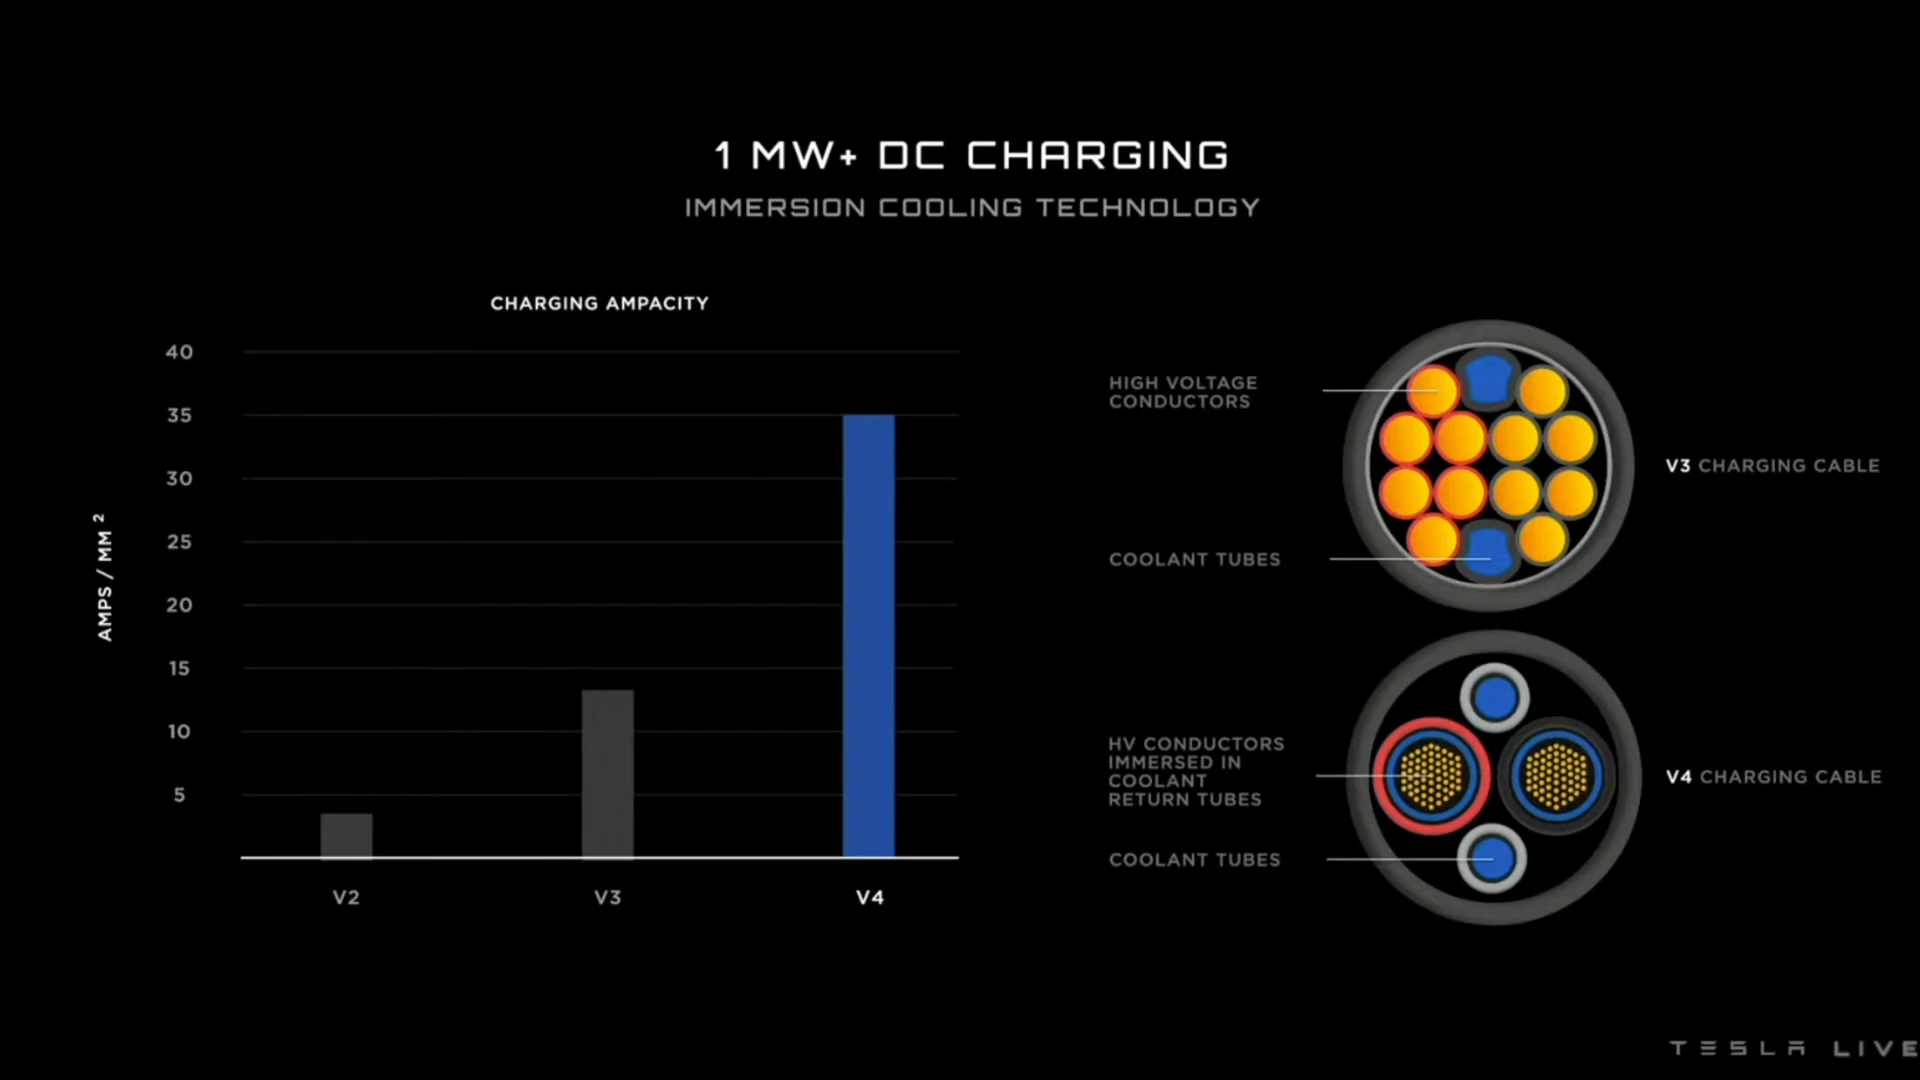 1 MW+ DC CHARGING
IMMERSION COOLING TECHNOLOGY
CHARGING AMPACITY
40
35
30
25
20
15
10
5
AMPS / MM 2
V2
V3
V4
HIGH VOLTAGE
CONDUCTORS
COOLANT TUBES
V3 CHARGING CABLE
HV CONDUCTORS
IMMERSED IN
COOLANT
RETURN TUBES
COOLANT TUBES
V4 CHARGING CABLE
TESLA LIVE